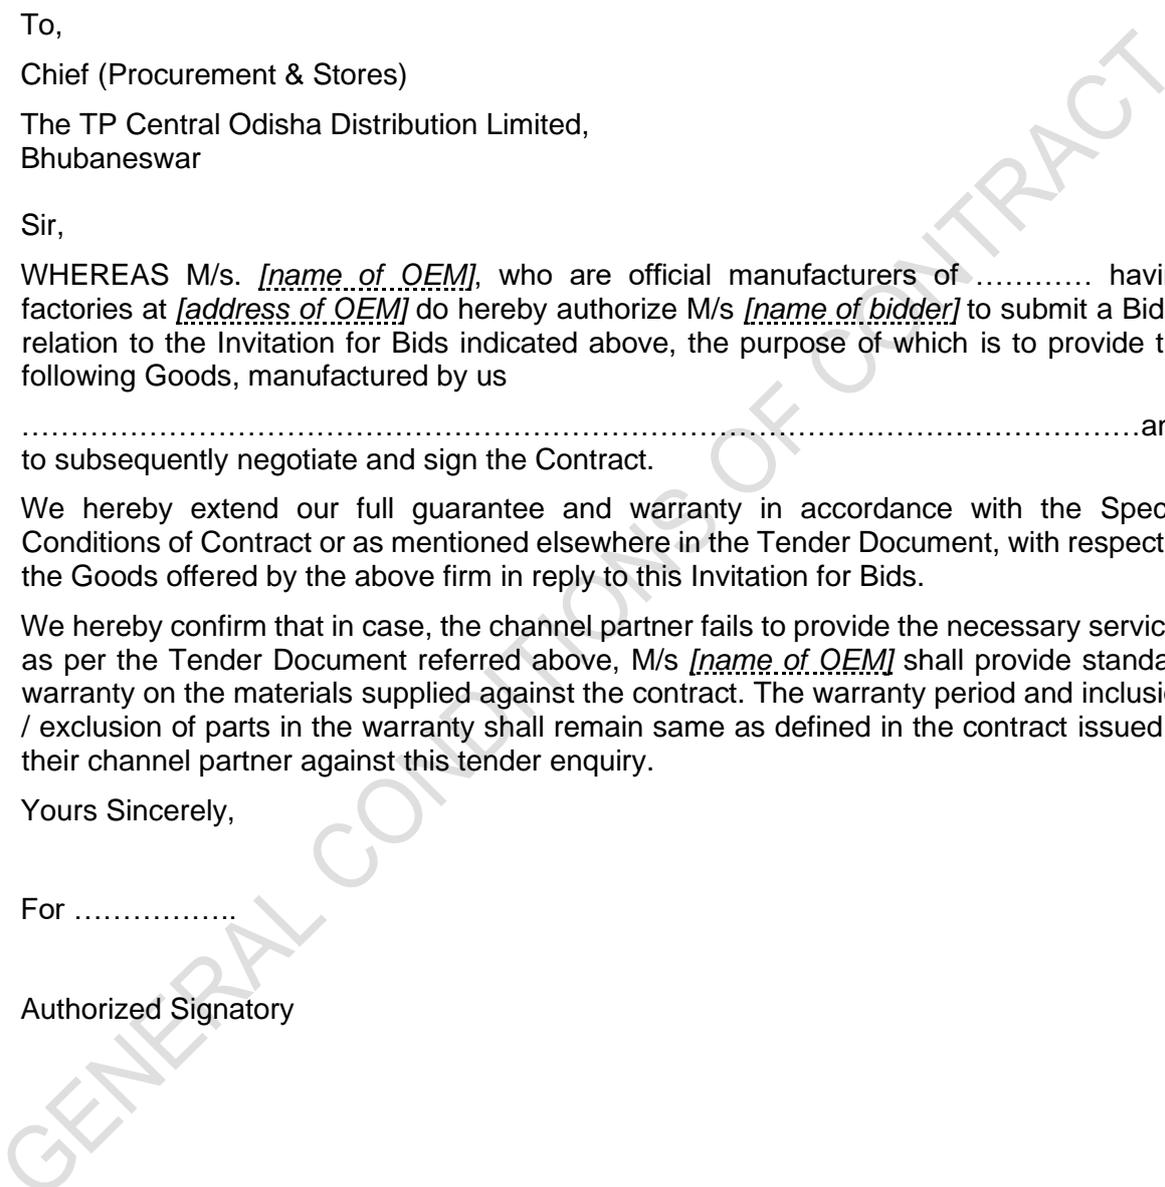 To,
Chief (Procurement & Stores)
The TP Central Odisha Distribution Limited,
Bhubaneswar
Sir,
WHEREAS M/s. [name of OEM], who are official manufacturers of ………… havi
factories at [address of OEM] do hereby authorize M/s [name of bidder] to submit a Bid
relation to the Invitation for Bids indicated above, the purpose of which is to provide t
following Goods, manufactured by us
……………………………………………………………………………………………………ar
to subsequently negotiate and sign the Contract.
We hereby extend our full guarantee and warranty in accordance with the Spec
Conditions of Contract or as mentioned elsewhere in the Tender Document, with respect
the Goods offered by the above firm in reply to this Invitation for Bids.
We hereby confirm that in case, the channel partner fails to provide the necessary servic
as per the Tender Document referred above, M/s [name of OEM] shall provide standa
warranty on the materials supplied against the contract. The warranty period and inclusi
/ exclusion of parts in the warranty shall remain same as defined in the contract issued
their channel partner against this tender enquiry.
Yours Sincerely,
For ……………..
Authorized Signatory
GENERAL CONDITIONS OF CONTRACT